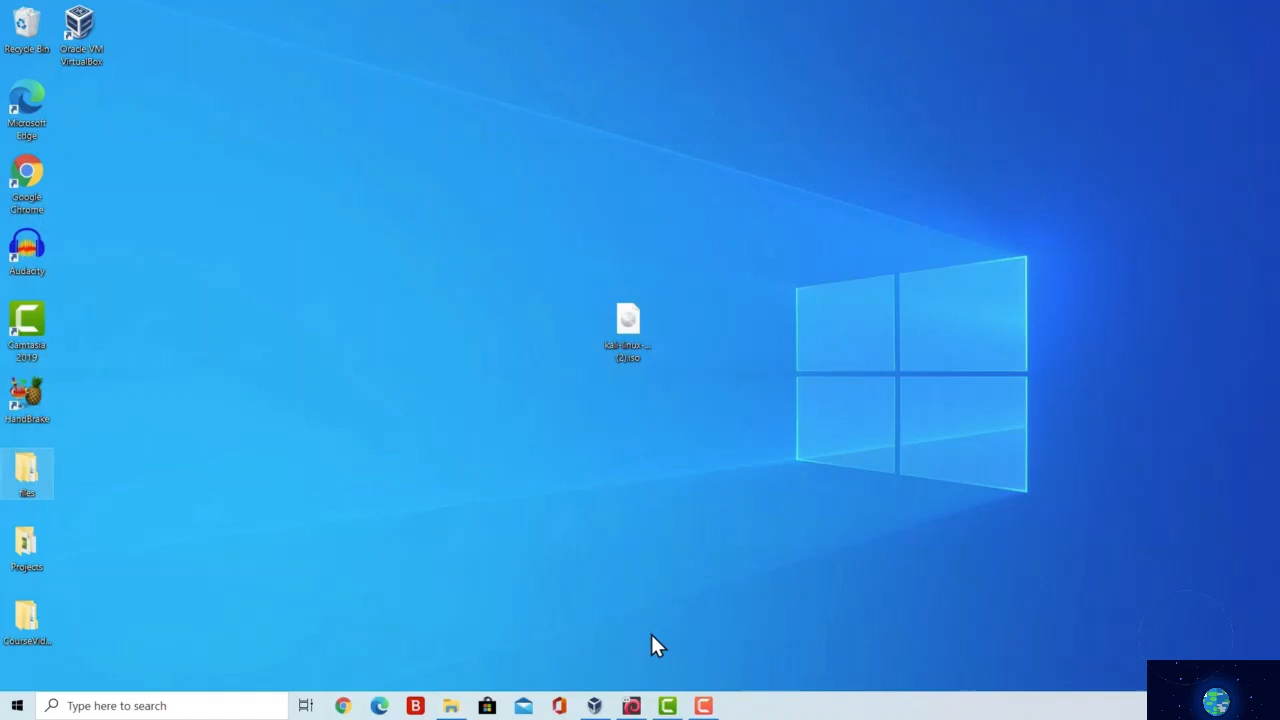 Recycle Bin
Oracle VM
VirtualBox
Microsoft
Edge
Google
Chrome
Audacity
Camtasia
2019
HandBrake
files
Projects
CourseVid...
kali-linux-...
(2).iso
Type here to search
B